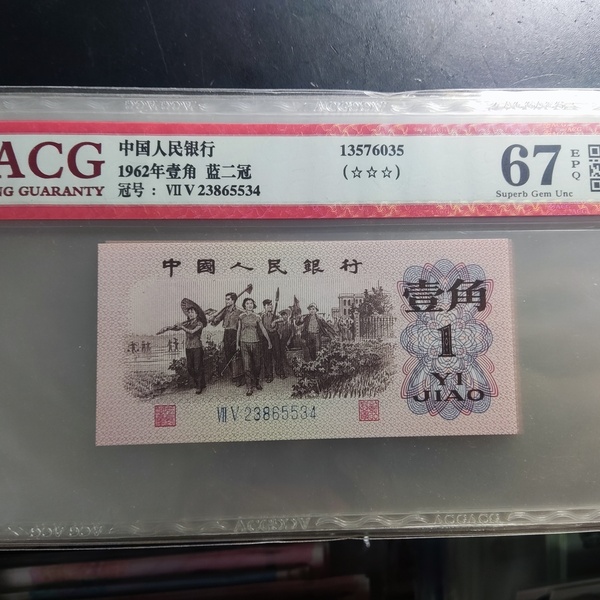 ACG
NG GUARANTY
中国人民银行
1962年壹角 蓝二冠
冠号：Ⅶ Ⅴ 23865534
13576035
(☆☆☆)
67
EPQ
Superb Gem Unc
中國人民銀行
壹角
1
YI
JIAO
Ⅶ Ⅴ 23865534